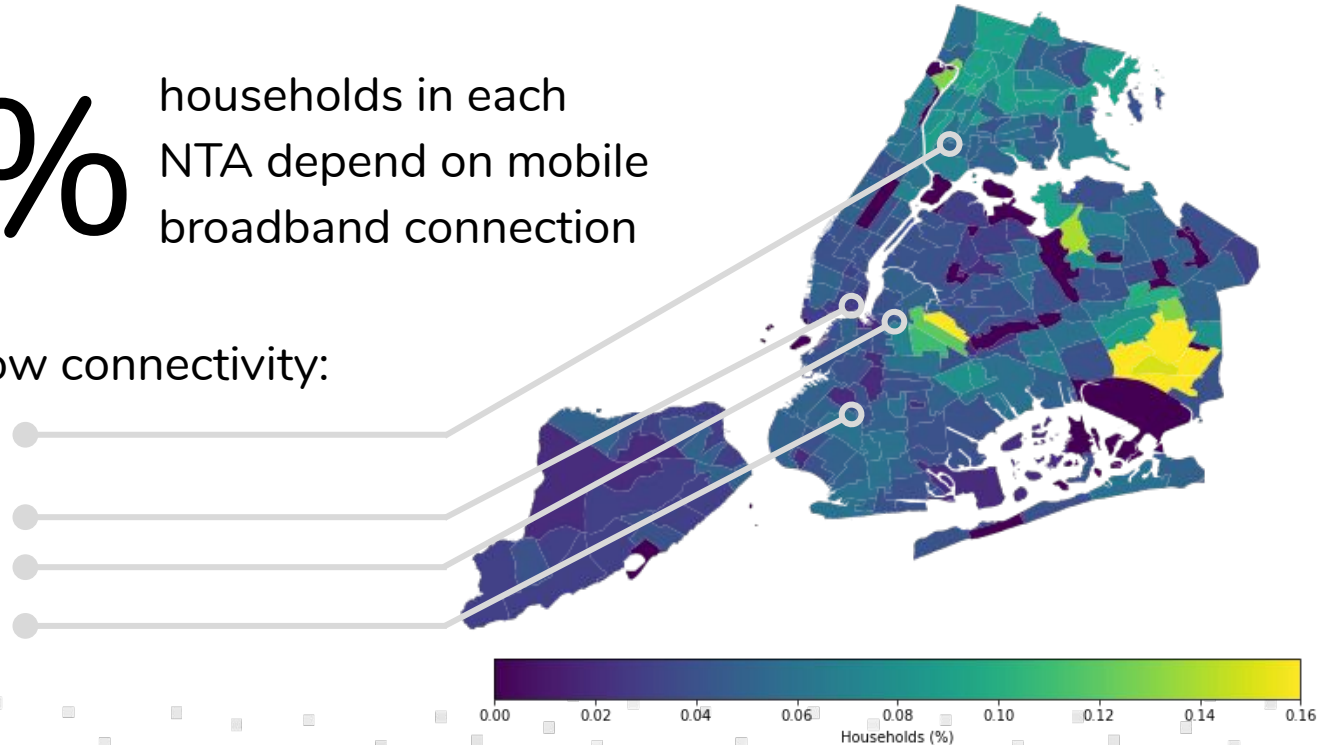 %
households in each
NTA depend on mobile
broadband connection
ow connectivity:
0.00 0.02 0.04 0.06 0.08 0.10 0.12 0.14 0.16
Households (%)